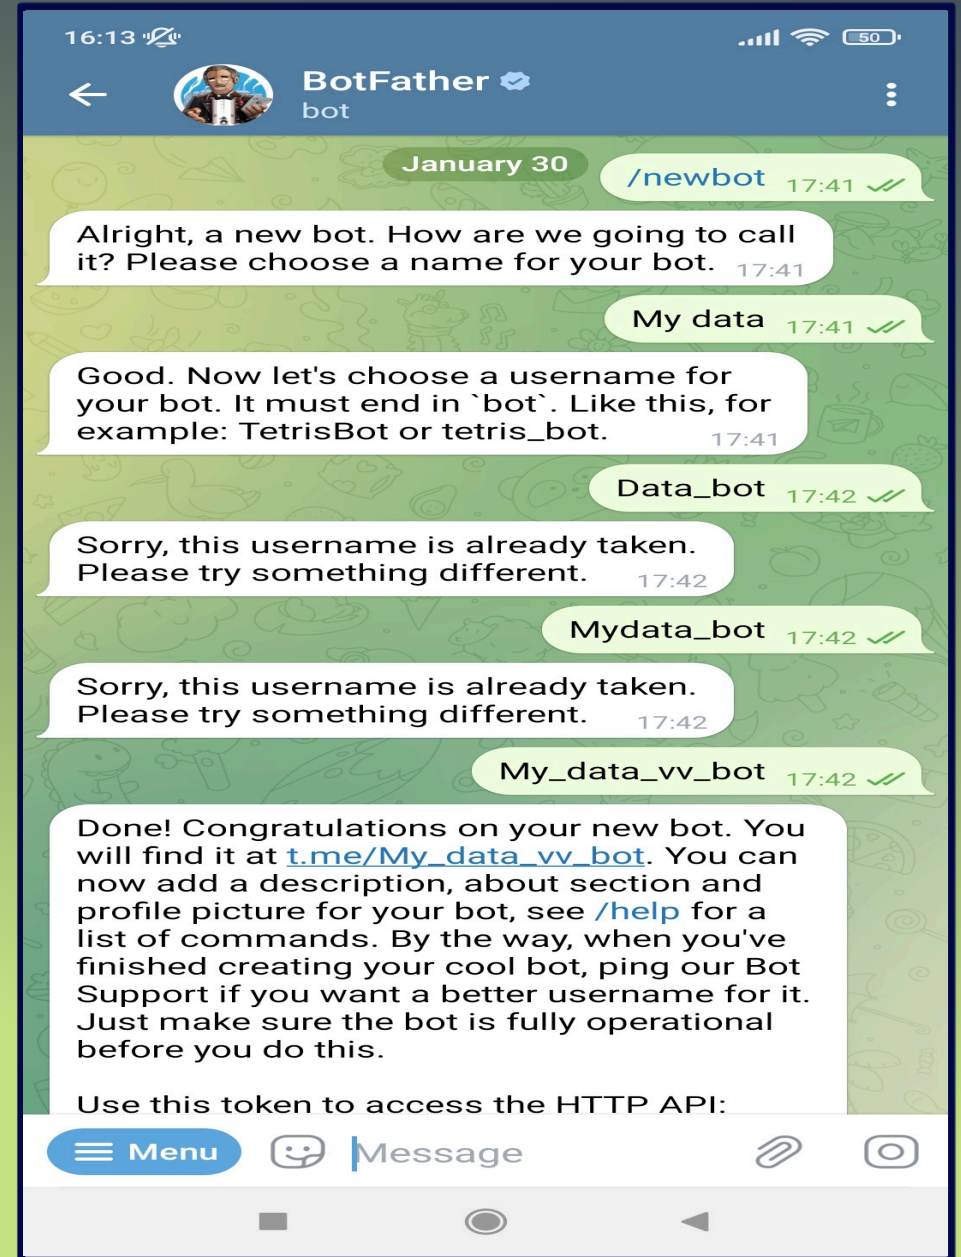 16:13
50
BotFather
bot
January 30
/newbot 17:41
Alright, a new bot. How are we going to call
it? Please choose a name for your bot. 17:41
My data 17:41
Good. Now let's choose a username for
your bot. It must end in `bot`. Like this, for
example: TetrisBot or tetris_bot. 17:41
Data_bot 17:42
Sorry, this username is already taken.
Please try something different. 17:42
Mydata_bot 17:42
Sorry, this username is already taken.
Please try something different. 17:42
My_data_vv_bot 17:42
Done! Congratulations on your new bot. You
will find it at t.me/My_data_vv_bot. You can
now add a description, about section and
profile picture for your bot, see /help for a
list of commands. By the way, when you've
finished creating your cool bot, ping our Bot
Support if you want a better username for it.
Just make sure the bot is fully operational
before you do this.
Use this token to access the HTTP API:
Menu
Message